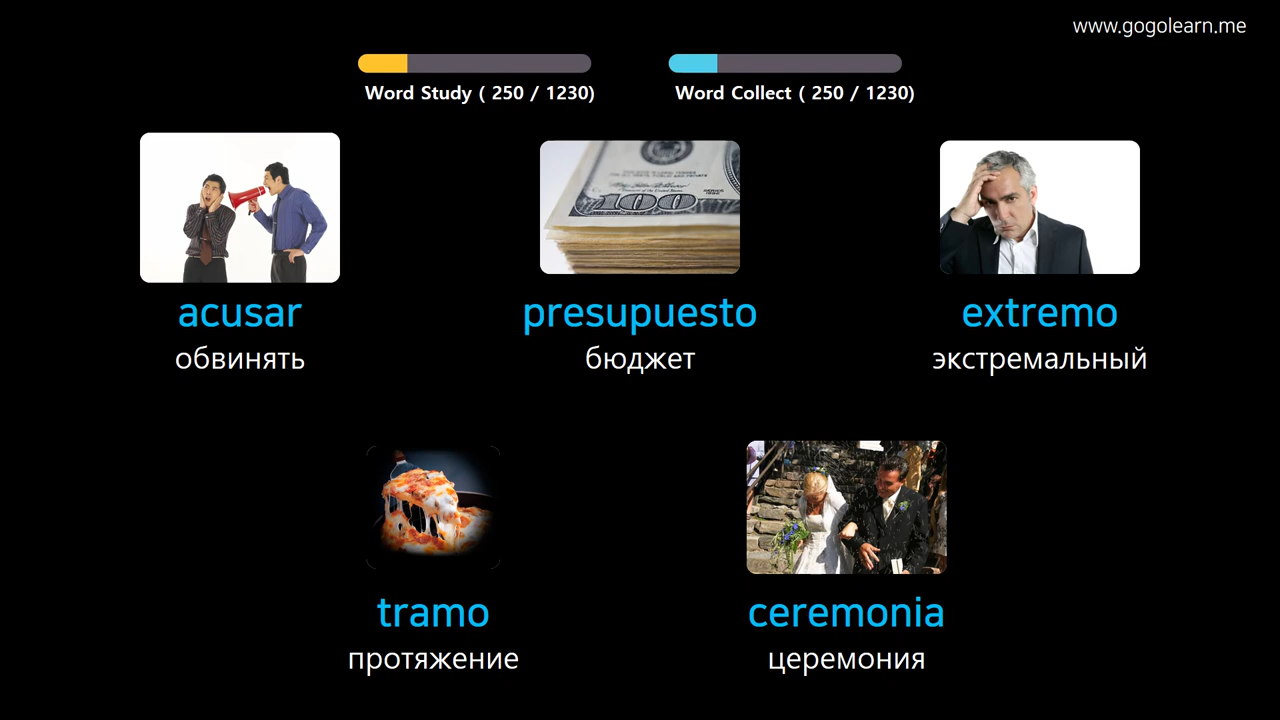 www.gogolearn.me
Word Study ( 250 / 1230)
Word Collect ( 250 / 1230)
acusar
обвинять
presupuesto
бюджет
extremo
экстремальный
tramo
протяжение
ceremonia
церемония
100